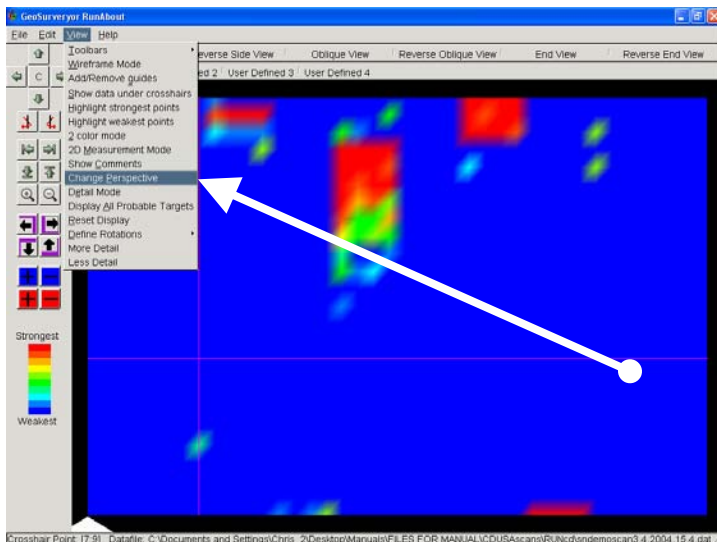 GeoSurveryor RunAbout
File Edit View Help
everse Side View Oblique View Reverse Oblique View End View Reverse End View
C
ed 2 User Defined 3 User Defined 4
Toolbars
Wireframe Mode
Add/Remove guides
Show data under crosshairs
Highlight strongest points
Highlight weakest points
2 color mode
2D Measurement Mode
Show Comments
Change Perspective
Detail Mode
Display All Probable Targets
Reset Display
Define Rotations
More Detail
Less Detail
Strongest
Weakest
Crosshair Point: [7:9] Datafile: C:\Documents and Settings\Chris_2\Desktop\Manuals\FILES FOR MANUAL\CDUSAscans\RUNcd\sndemoscan3.4.2004.15.4.dat